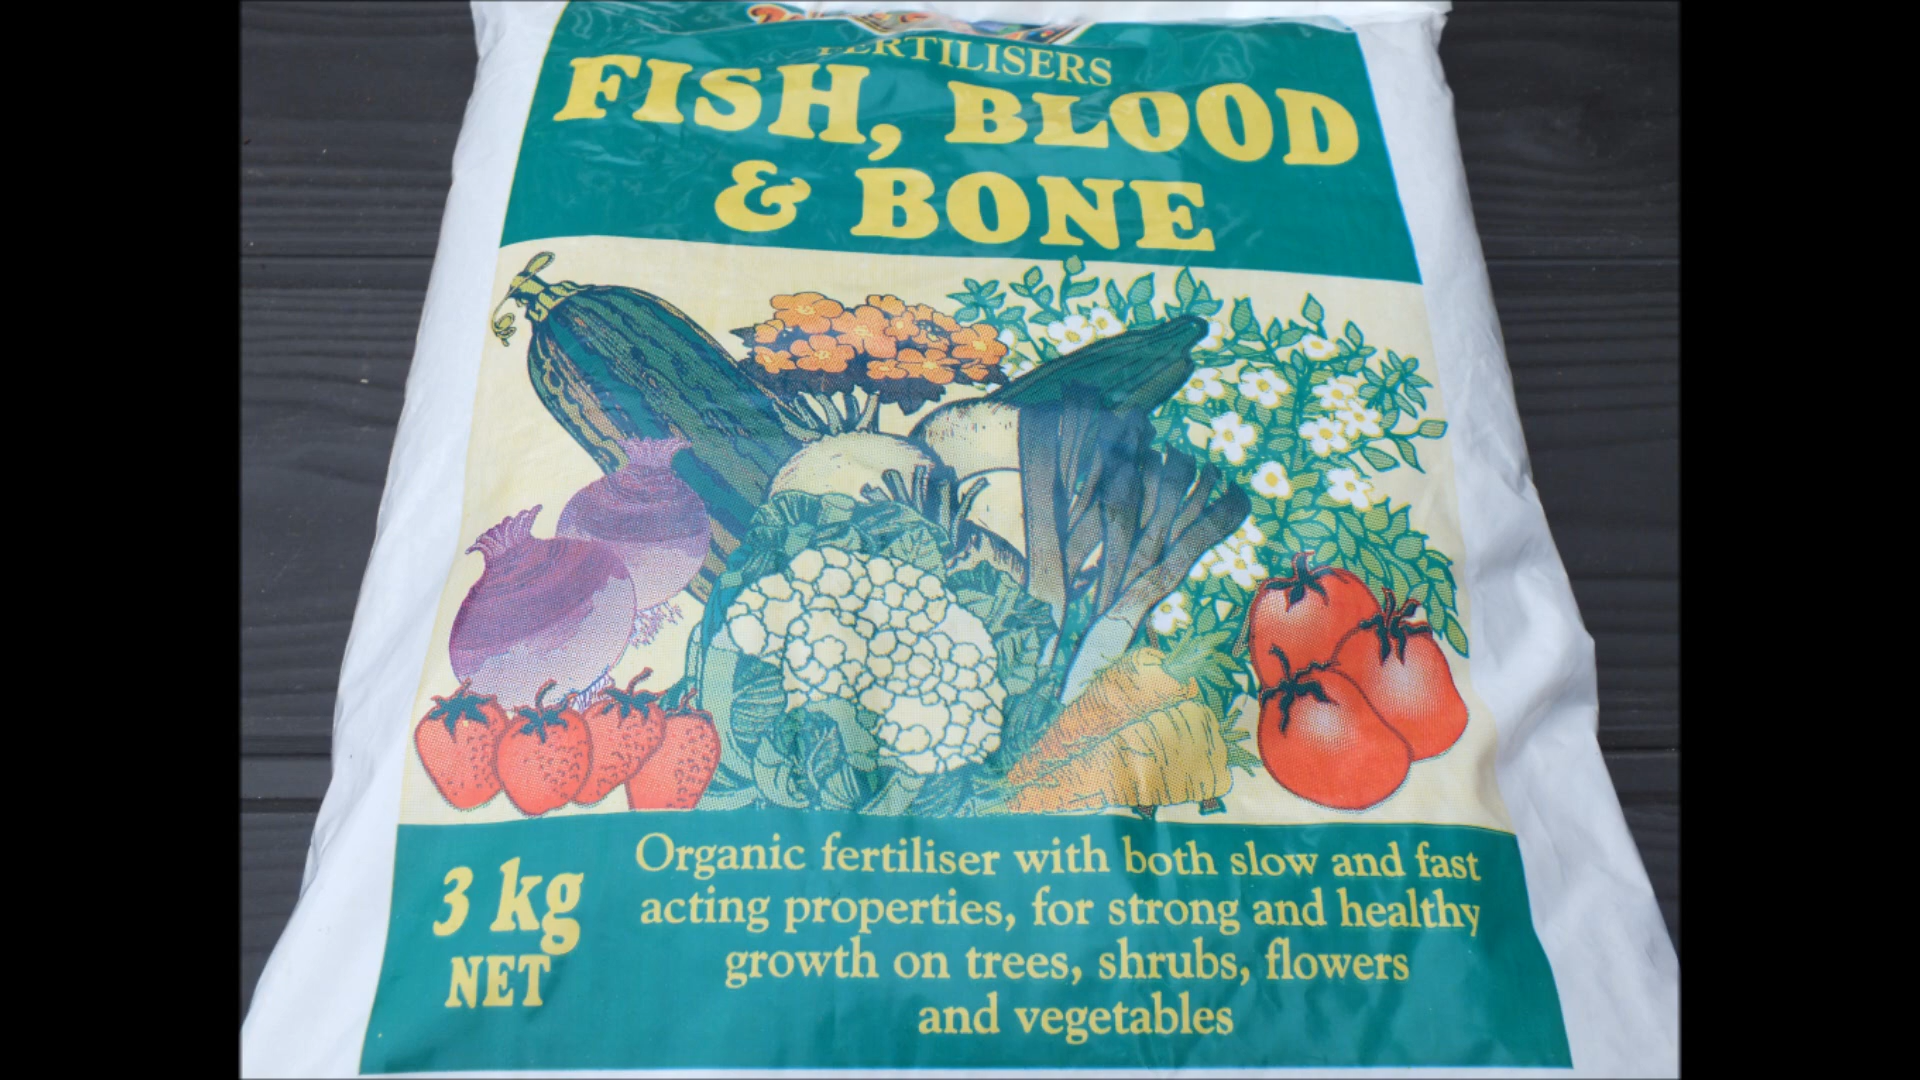 FERTILISERS
FISH, BLOOD
& BONE
3 kg
NET
Organic fertiliser with both slow and fast
acting properties, for strong and healthy
growth on trees, shrubs, flowers
and vegetables